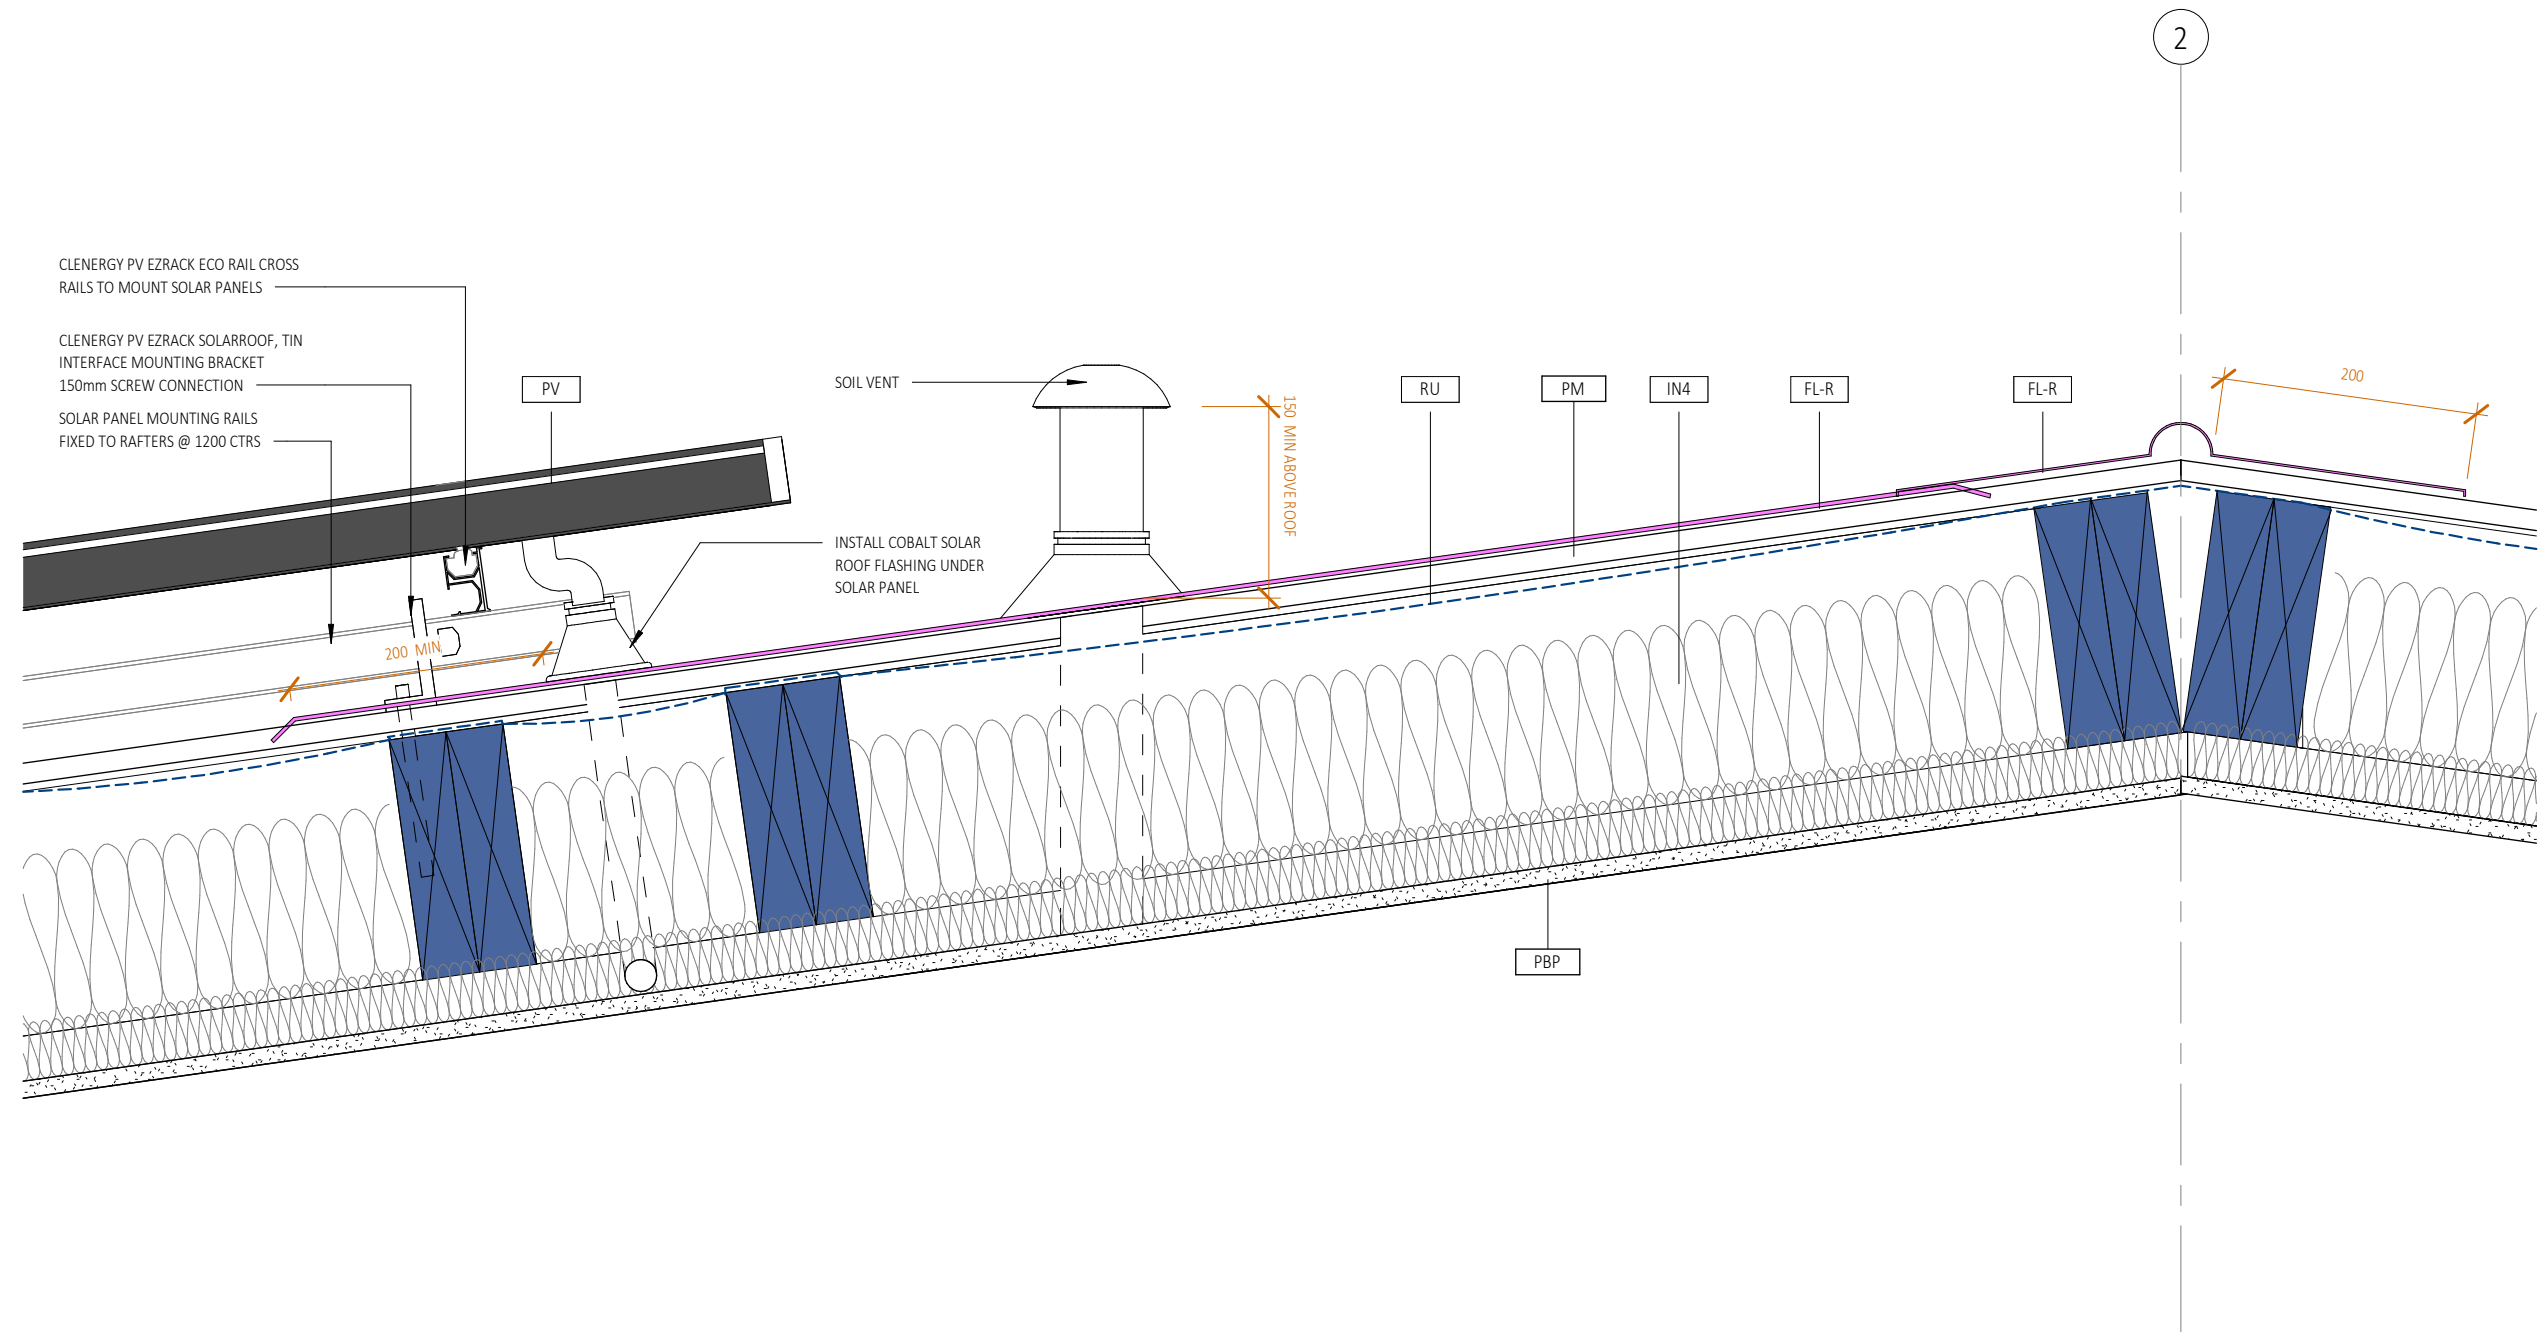 2
CLENERGY PV EZRACK ECO RAIL CROSS
RAILS TO MOUNT SOLAR PANELS
CLENERGY PV EZRACK SOLARROOF, TIN
INTERFACE MOUNTING BRACKET
150mm SCREW CONNECTION
SOLAR PANEL MOUNTING RAILS
FIXED TO RAFTERS @ 1200 CTRS
PV
SOIL VENT
150 MIN ABOVE ROOF
RU
PM
IN4
FL-R
FL-R
200
INSTALL COBALT SOLAR
ROOF FLASHING UNDER
SOLAR PANEL
200 MIN
PBP